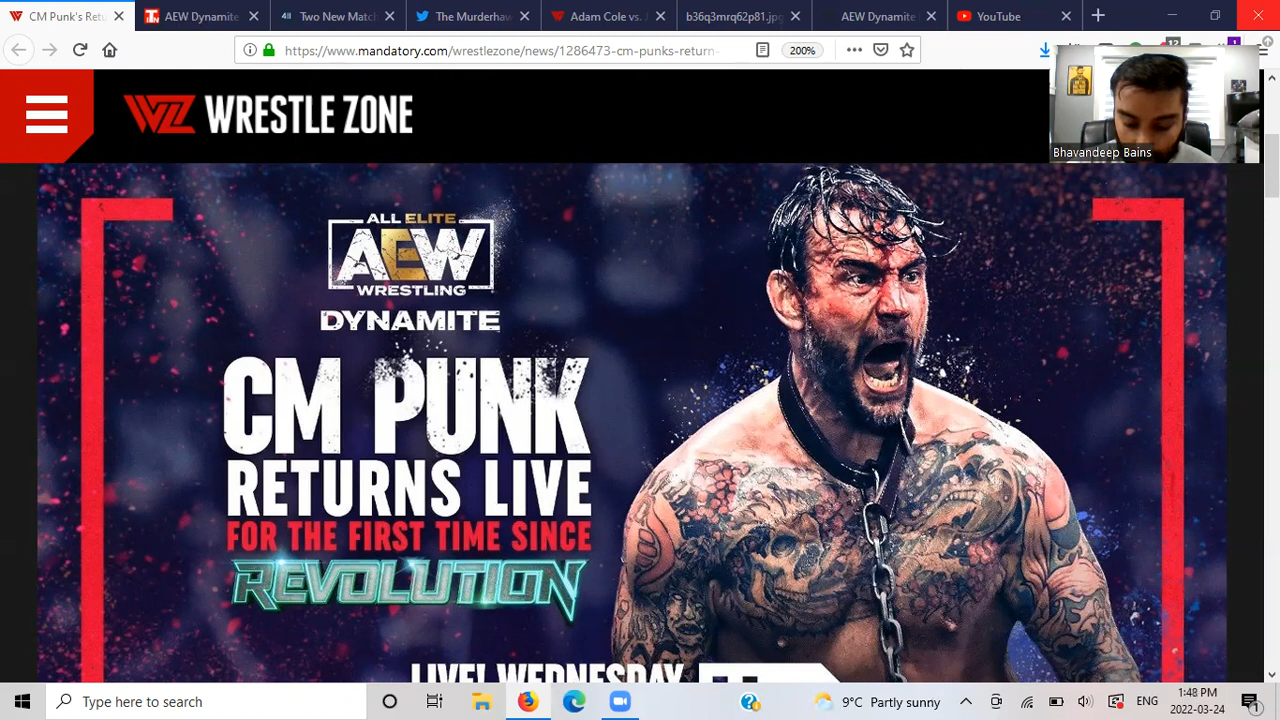 CM Punk's Retu
AEW Dynamite
Two New Match
The Murderhaw
Adam Cole vs. J
b36q3mrq62p81.jpg
AEW Dynamite
YouTube
https://www.mandatory.com/wrestlezone/news/1286473-cm-punks-return-
200%
WZ WRESTLE ZONE
Bhavandeep Bains
ALL ELITE
AEW
WRESTLING
DYNAMITE
CM PUNK
RETURNS LIVE
FOR THE FIRST TIME SINCE
REVOLUTION
LIVE! WEDNESDAY
Type here to search
9°C Partly sunny
ENG
1:48 PM
2022-03-24